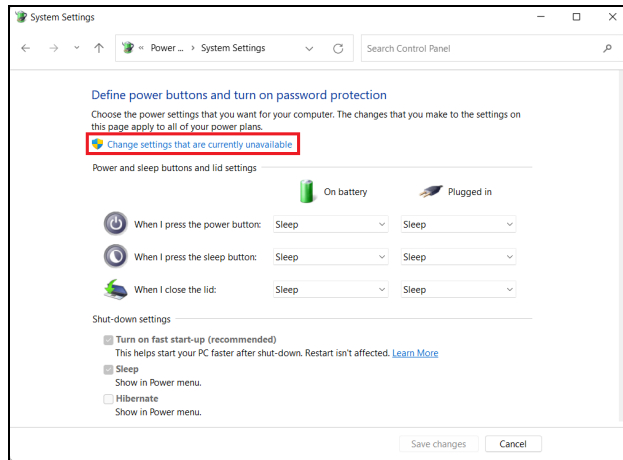 System Settings
« Power ... › System Settings
Search Control Panel
Define power buttons and turn on password protection
Choose the power settings that you want for your computer. The changes that you make to the settings on
this page apply to all of your power plans.
Change settings that are currently unavailable
Power and sleep buttons and lid settings
On battery Plugged in
When I press the power button: Sleep Sleep
When I press the sleep button: Sleep Sleep
When I close the lid: Sleep Sleep
Shut-down settings
Turn on fast start-up (recommended)
This helps start your PC faster after shut-down. Restart isn't affected. Learn More
Sleep
Show in Power menu.
Hibernate
Show in Power menu.
Save changes Cancel